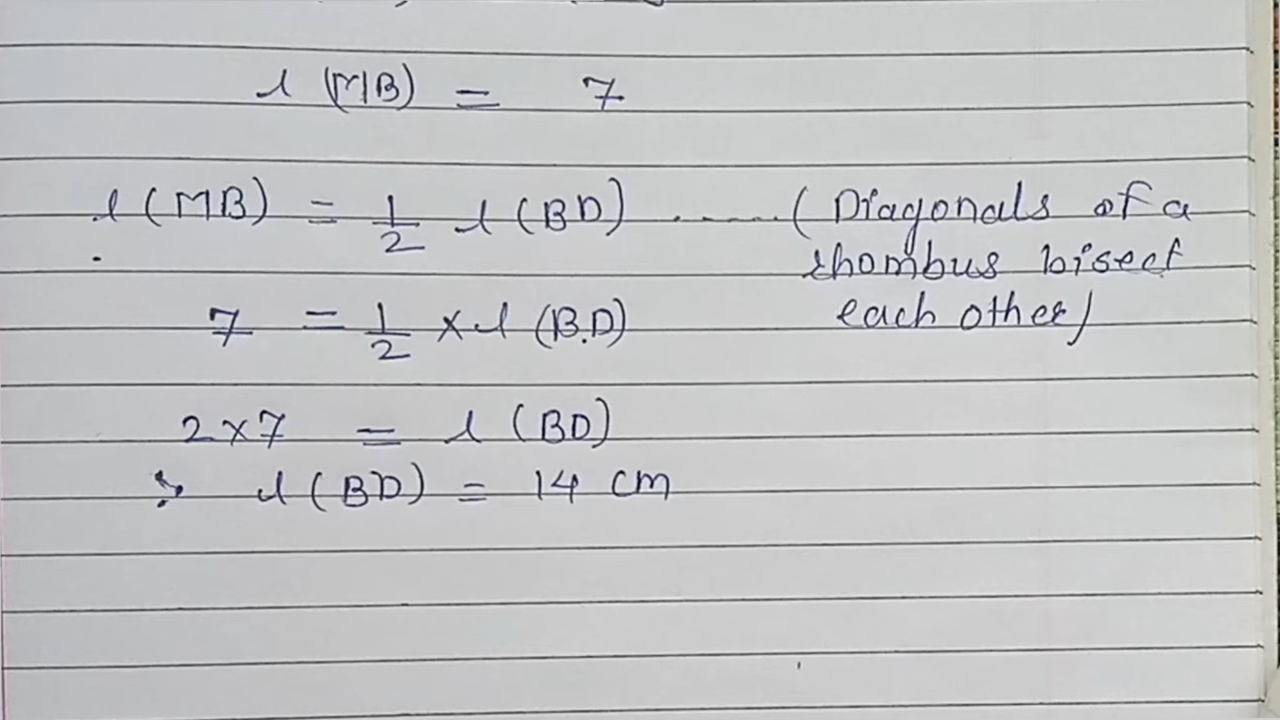 l (MB) = 7
l (MB) = 1/2 l (BD) ...... ( Diagonals of a
rhombus bisect
each other)
7 = 1/2 × l (B.D)
2 × 7 = l (BD)
∴ l (BD) = 14 cm